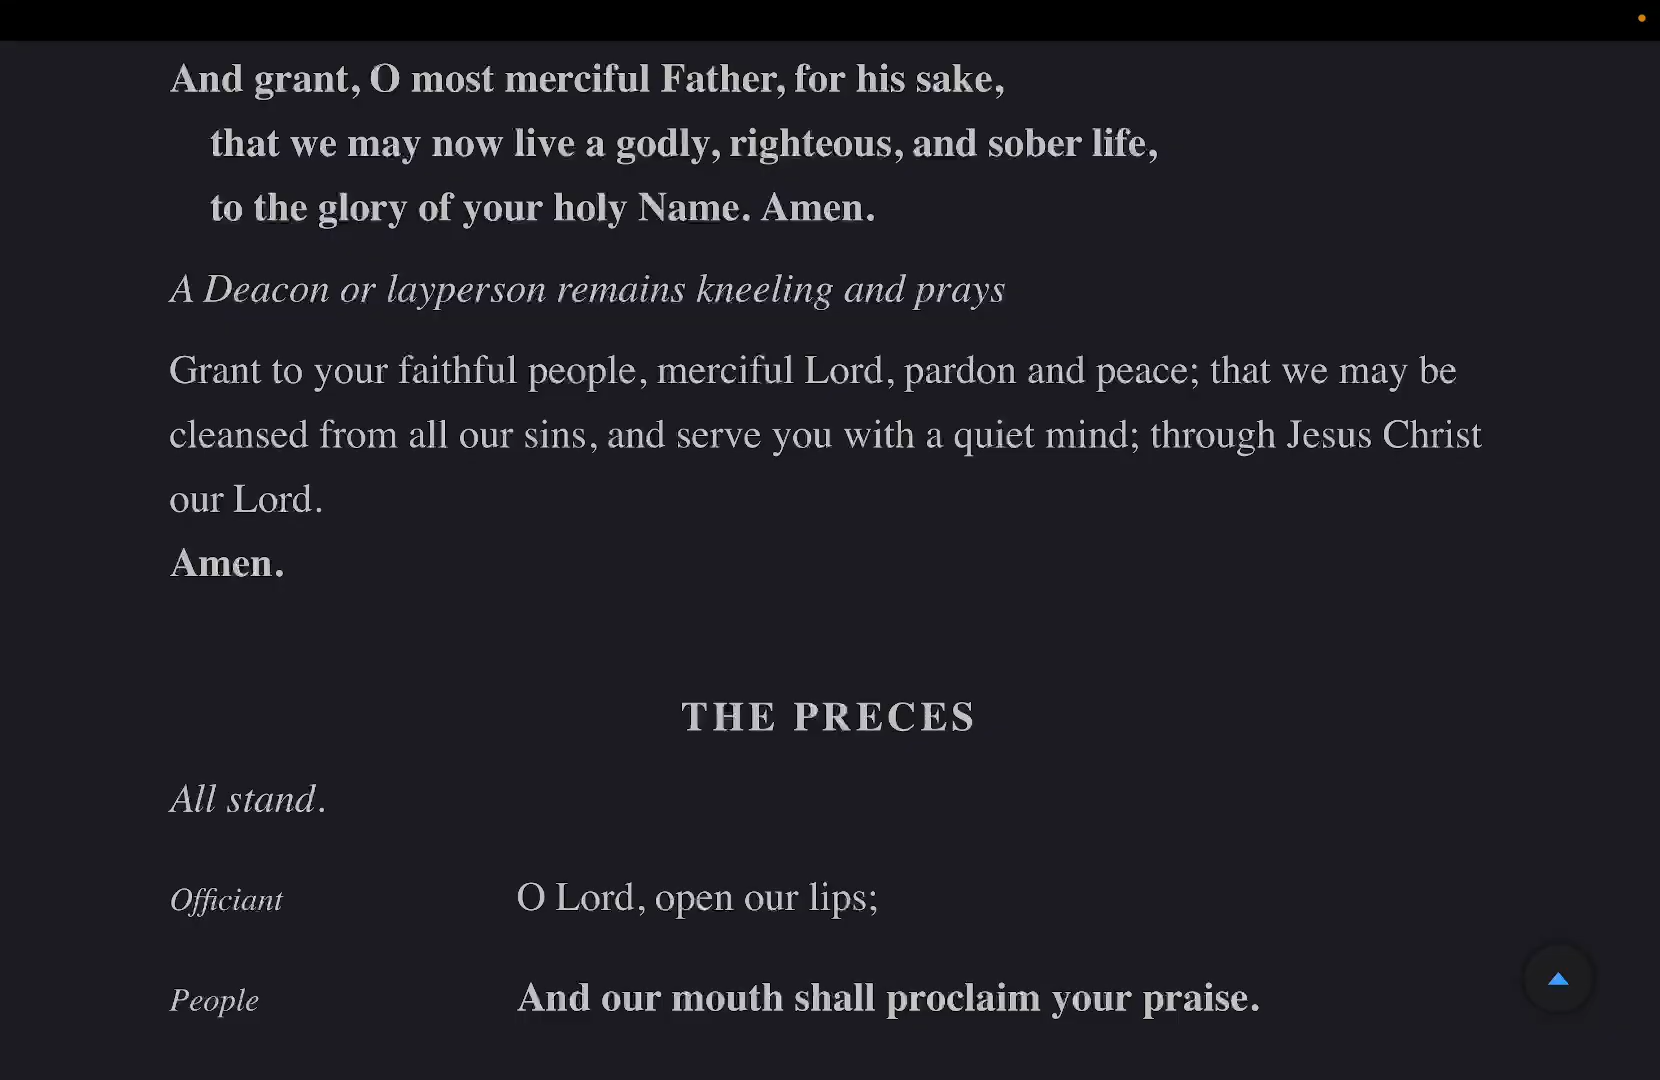 And grant, O most merciful Father, for his sake,
that we may now live a godly, righteous, and sober life,
to the glory of your holy Name. Amen.
A Deacon or layperson remains kneeling and prays
Grant to your faithful people, merciful Lord, pardon and peace; that we may be
cleansed from all our sins, and serve you with a quiet mind; through Jesus Christ
our Lord.
Amen.
THE PRECES
All stand.
Officiant O Lord, open our lips;
People And our mouth shall proclaim your praise.